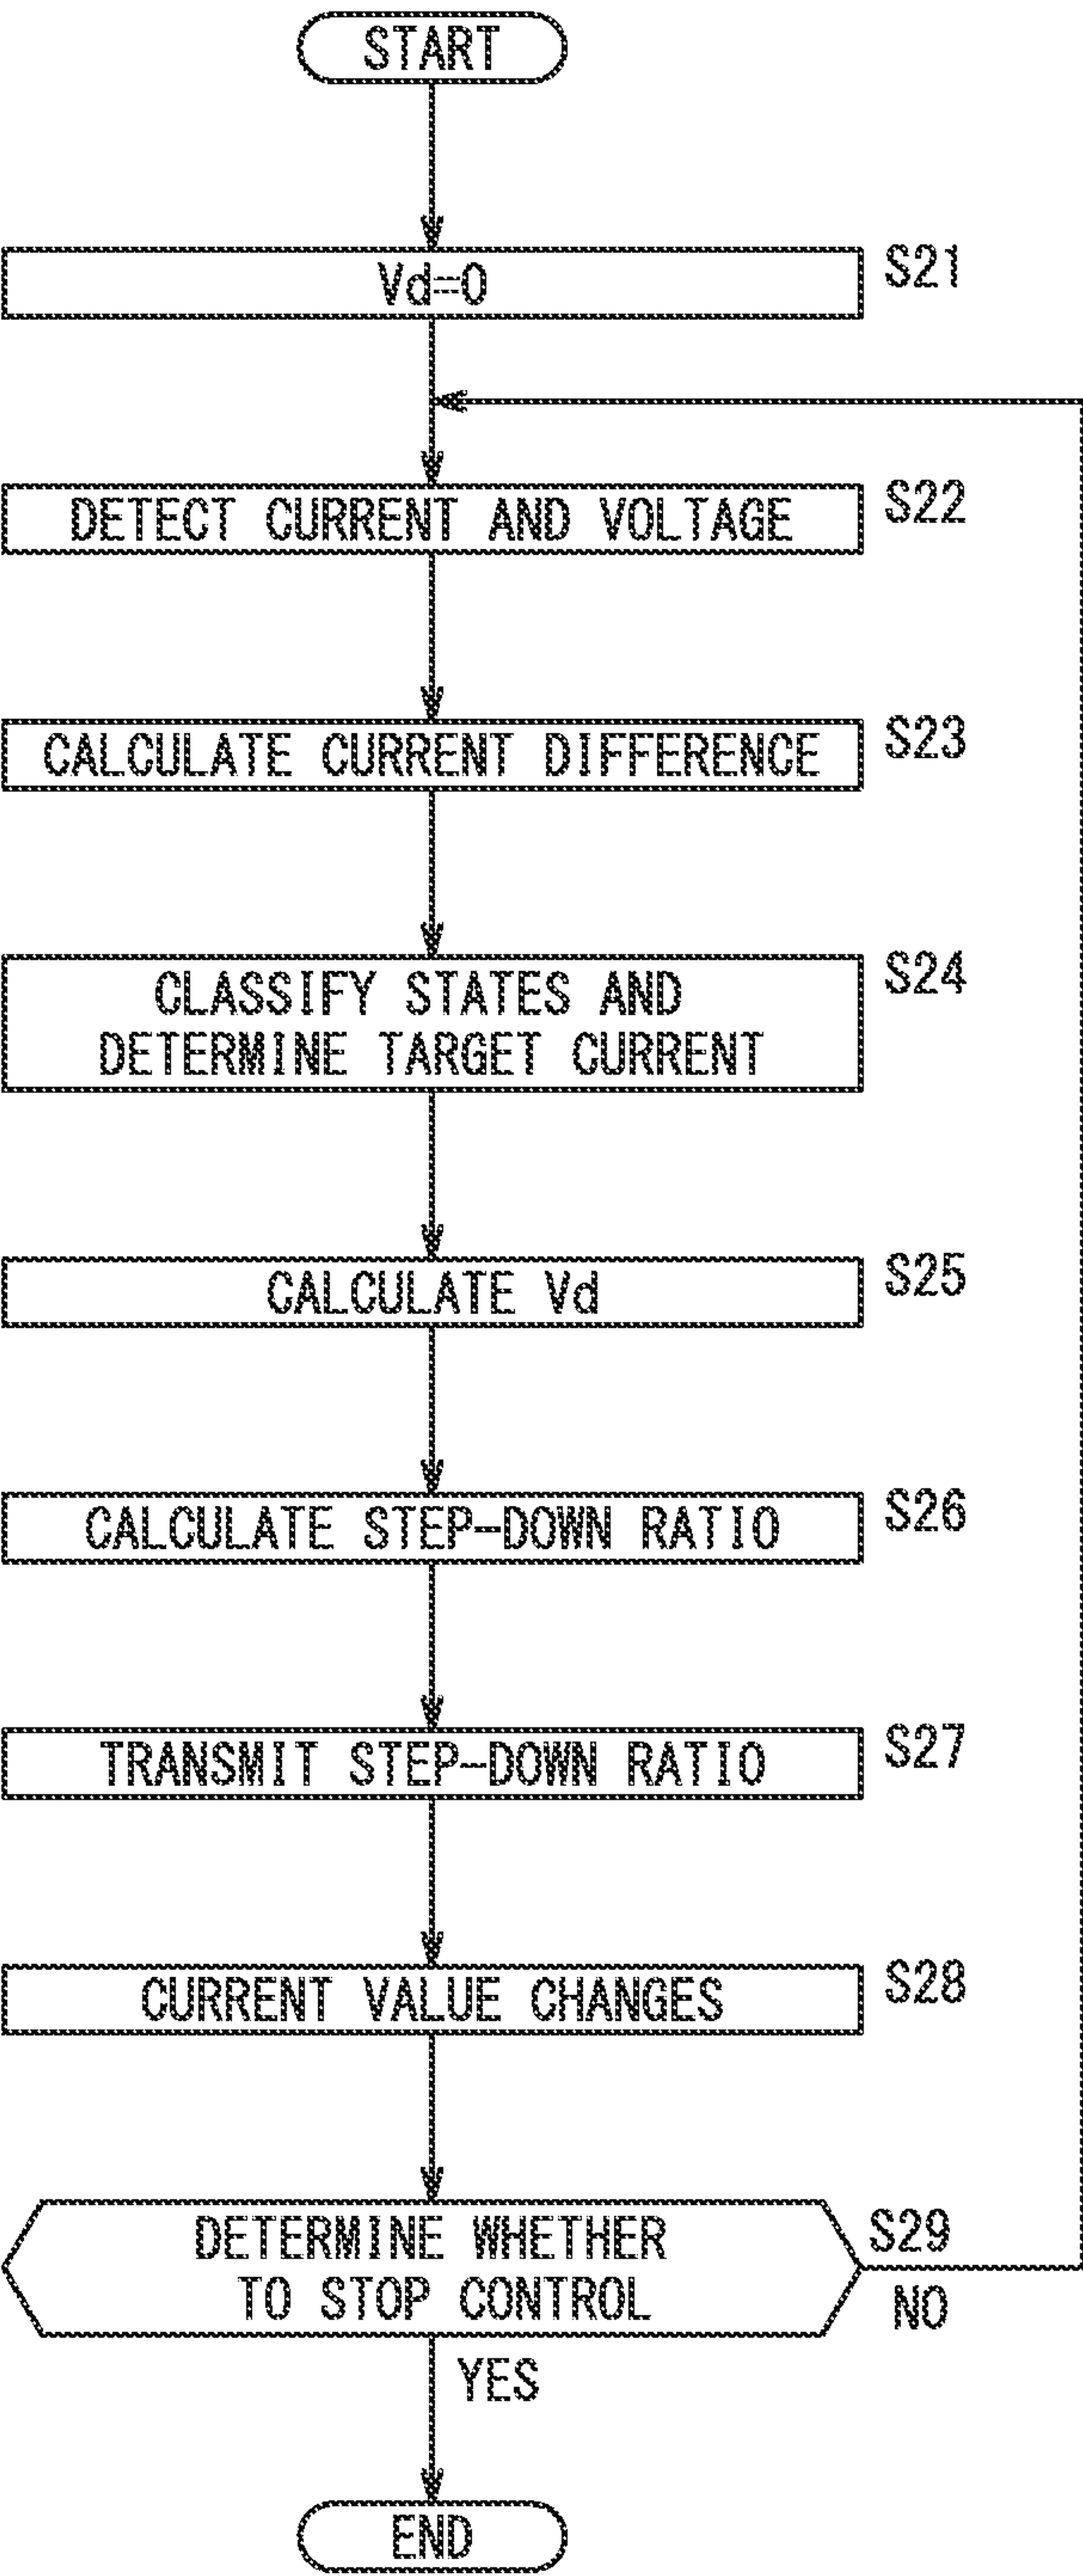 START
Vd=0
S21
DETECT CURRENT AND VOLTAGE
S22
CALCULATE CURRENT DIFFERENCE
S23
CLASSIFY STATES AND
DETERMINE TARGET CURRENT
S24
CALCULATE Vd
S25
CALCULATE STEP-DOWN RATIO
S26
TRANSMIT STEP-DOWN RATIO
S27
CURRENT VALUE CHANGES
S28
DETERMINE WHETHER
TO STOP CONTROL
S29
NO
YES
END